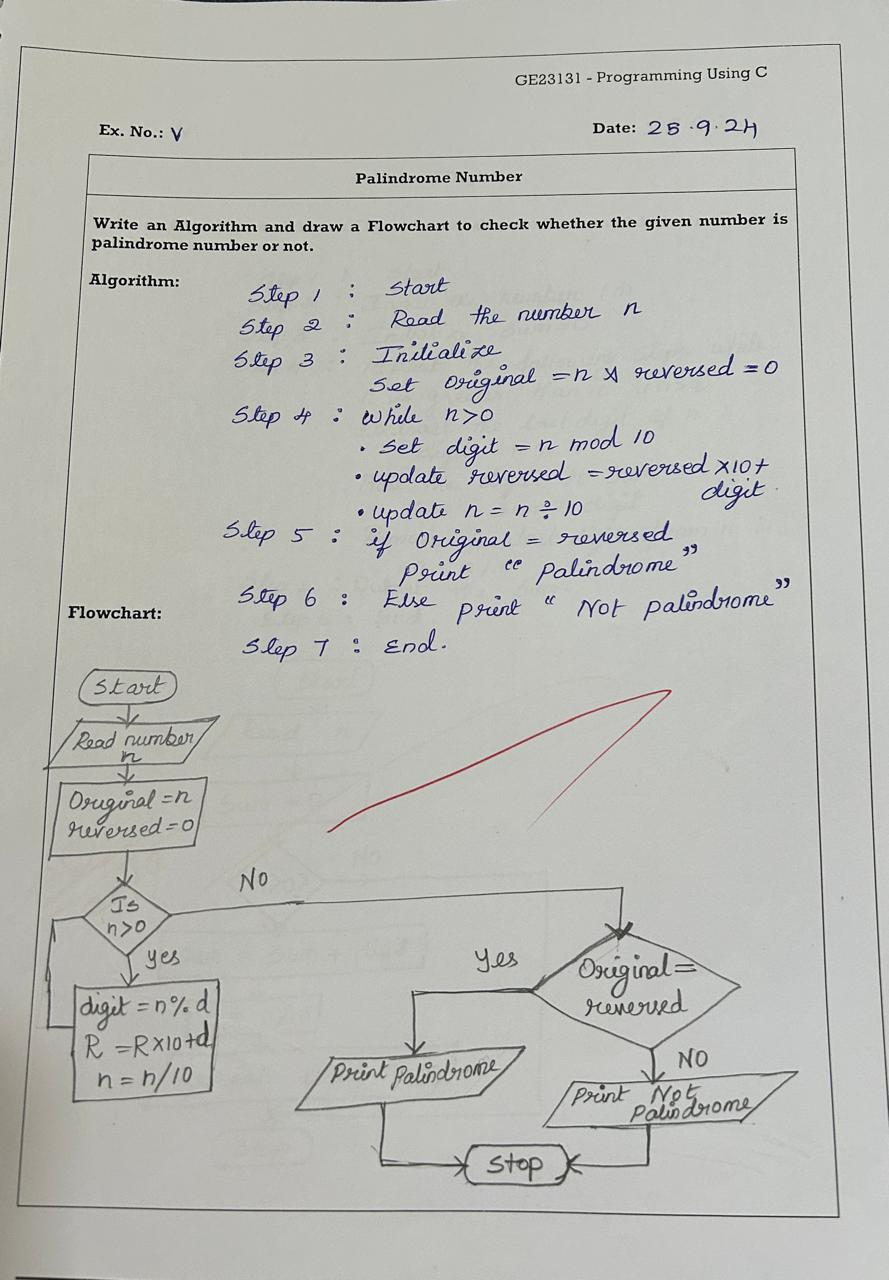 GE23131 - Programming Using C
Ex. No.: V
Date: 25.9.24
Palindrome Number
Write an Algorithm and draw a Flowchart to check whether the given number is
palindrome number or not.
Algorithm:
Step 1 : Start
Step 2 : Read the number n
Step 3 : Initialize
Set Original = n & reversed = 0
Step 4 : While n>0
• Set digit = n mod 10
• update reversed = reversed ×10+
digit.
• update n = n ÷ 10
Step 5 : if Original = reversed
Print "Palindrome"
Step 6 : Else print "Not palindrome"
Flowchart:
Step 7 : End.
Start
Read number
n
Original = n
reversed = 0
NO
Is
n>0
yes
digit = n% d
R = R×10+d
n = n/10
Yes
Original =
reversed
NO
Print Palindrome
Print Not
Palindrome
Stop